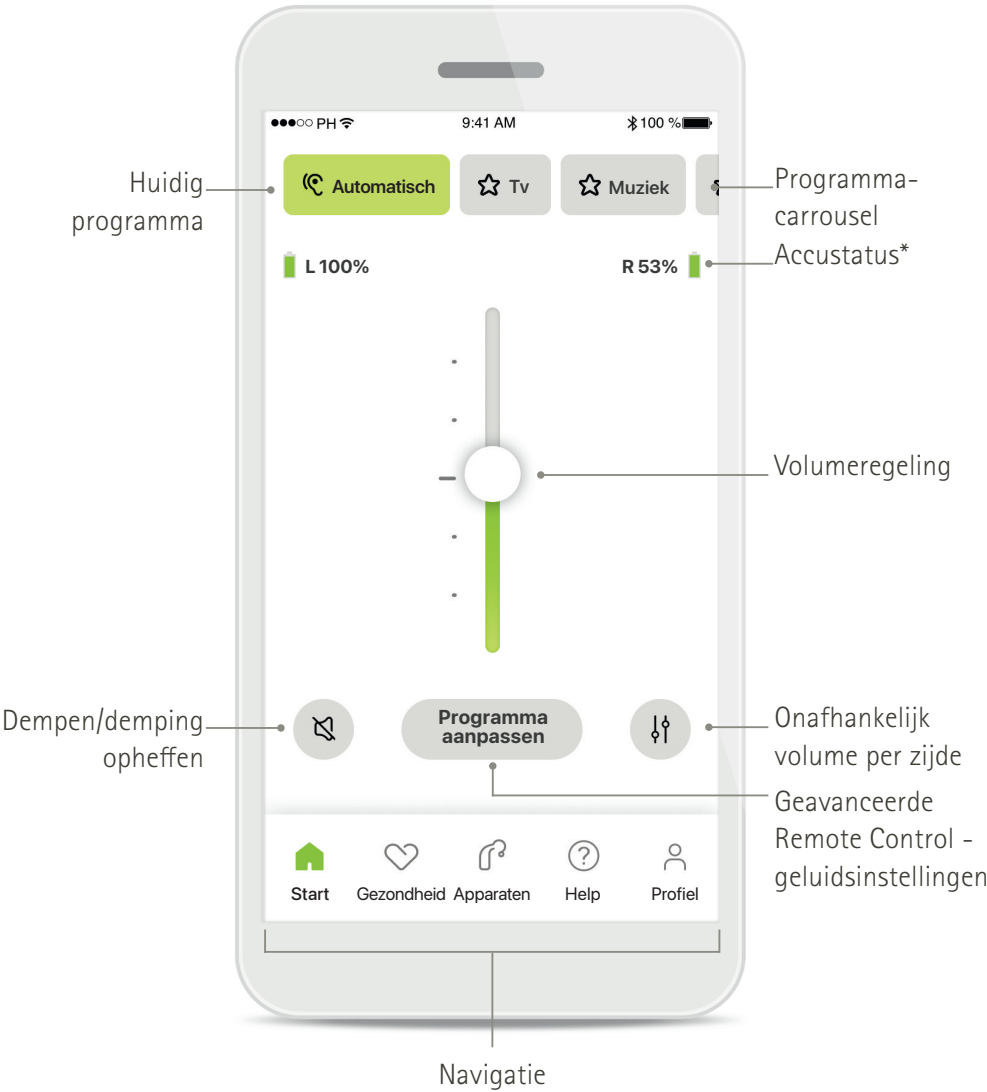 PH
9:41 AM
100 %
Automatisch
Tv
Muziek
Huidig
programma
Programma-
carrousel
Accustatus*
L 100%
R 53%
Volumeregeling
Dempen/demping
opheffen
Programma
aanpassen
Onafhankelijk
volume per zijde
Geavanceerde
Remote Control -
geluidsinstellingen
Start
Gezondheid
Apparaten
Help
Profiel
Navigatie